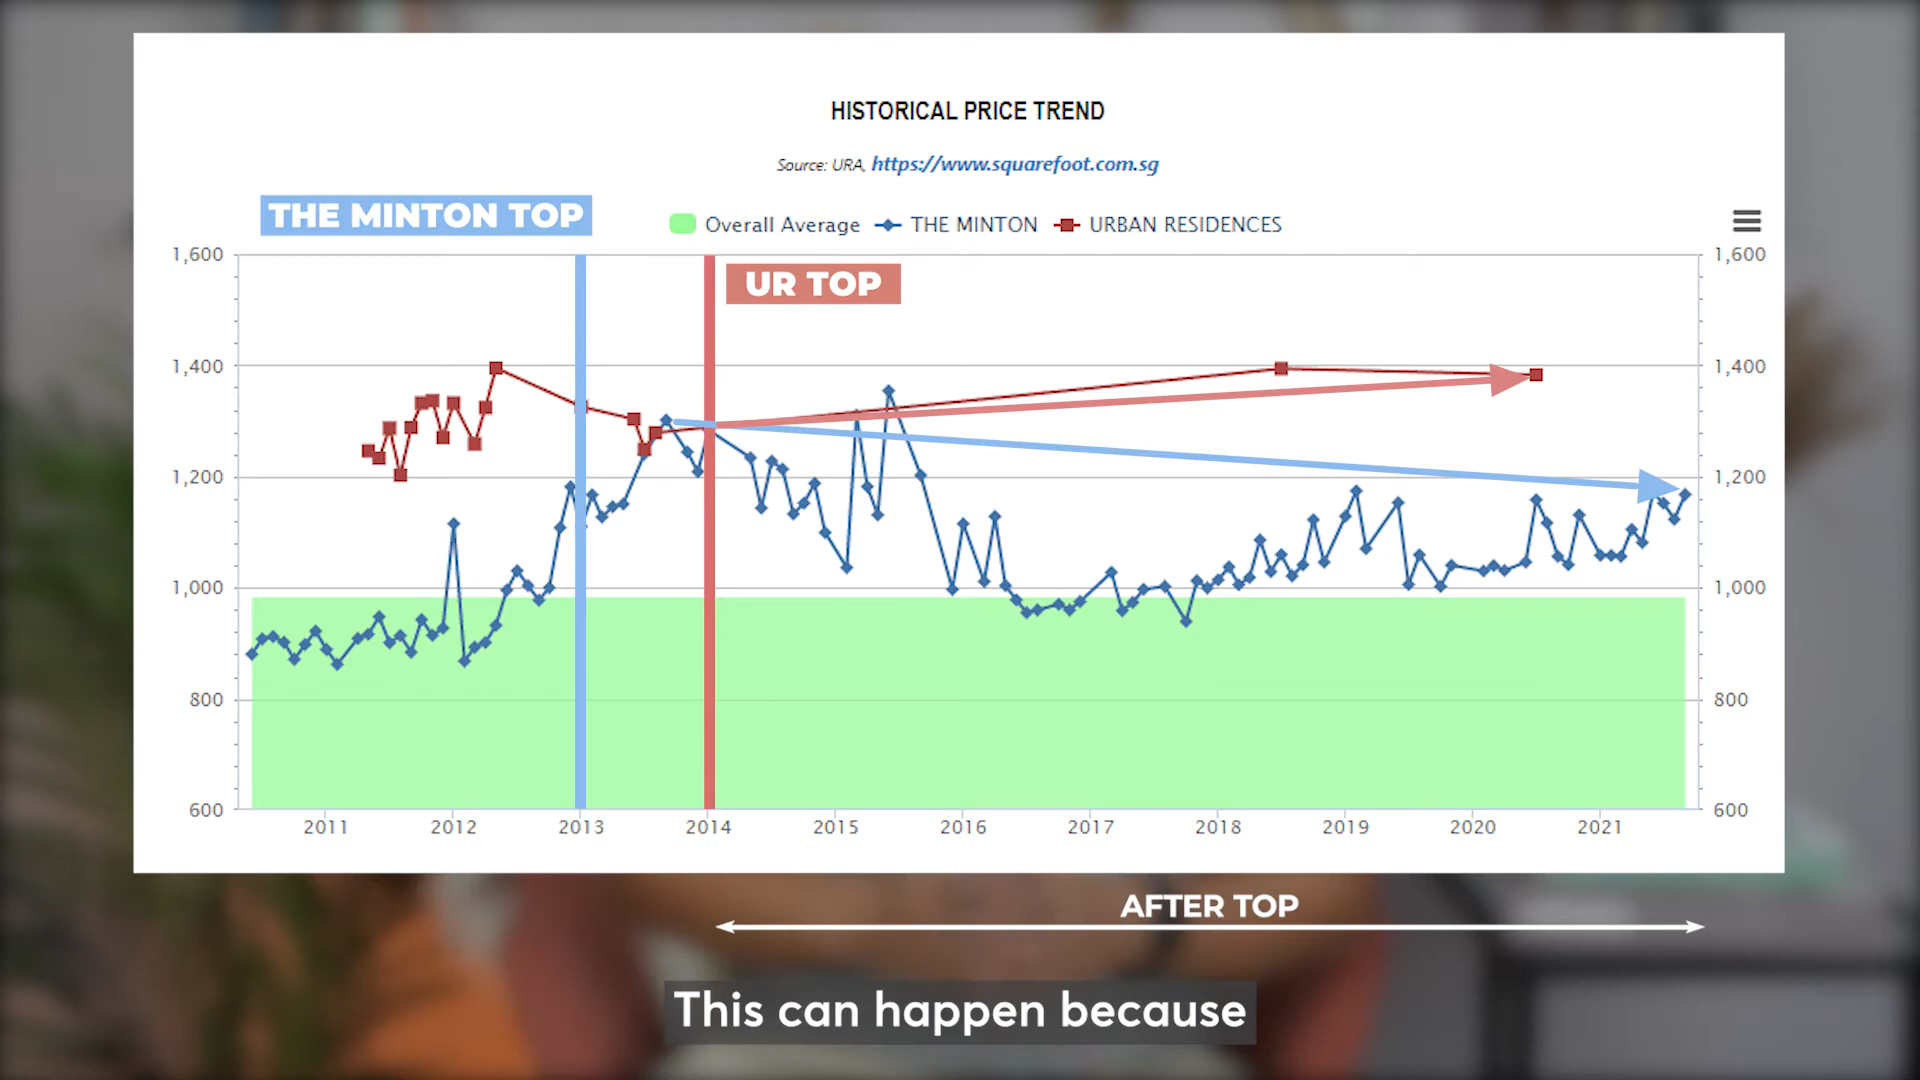 HISTORICAL PRICE TREND
Source: URA, https://www.squarefoot.com.sg
THE MINTON TOP
Overall Average THE MINTON URBAN RESIDENCES
UR TOP
1,600 1,600
1,400 1,400
1,200 1,200
1,000 1,000
800 800
600 600
2011 2012 2013 2014 2015 2016 2017 2018 2019 2020 2021
AFTER TOP
This can happen because